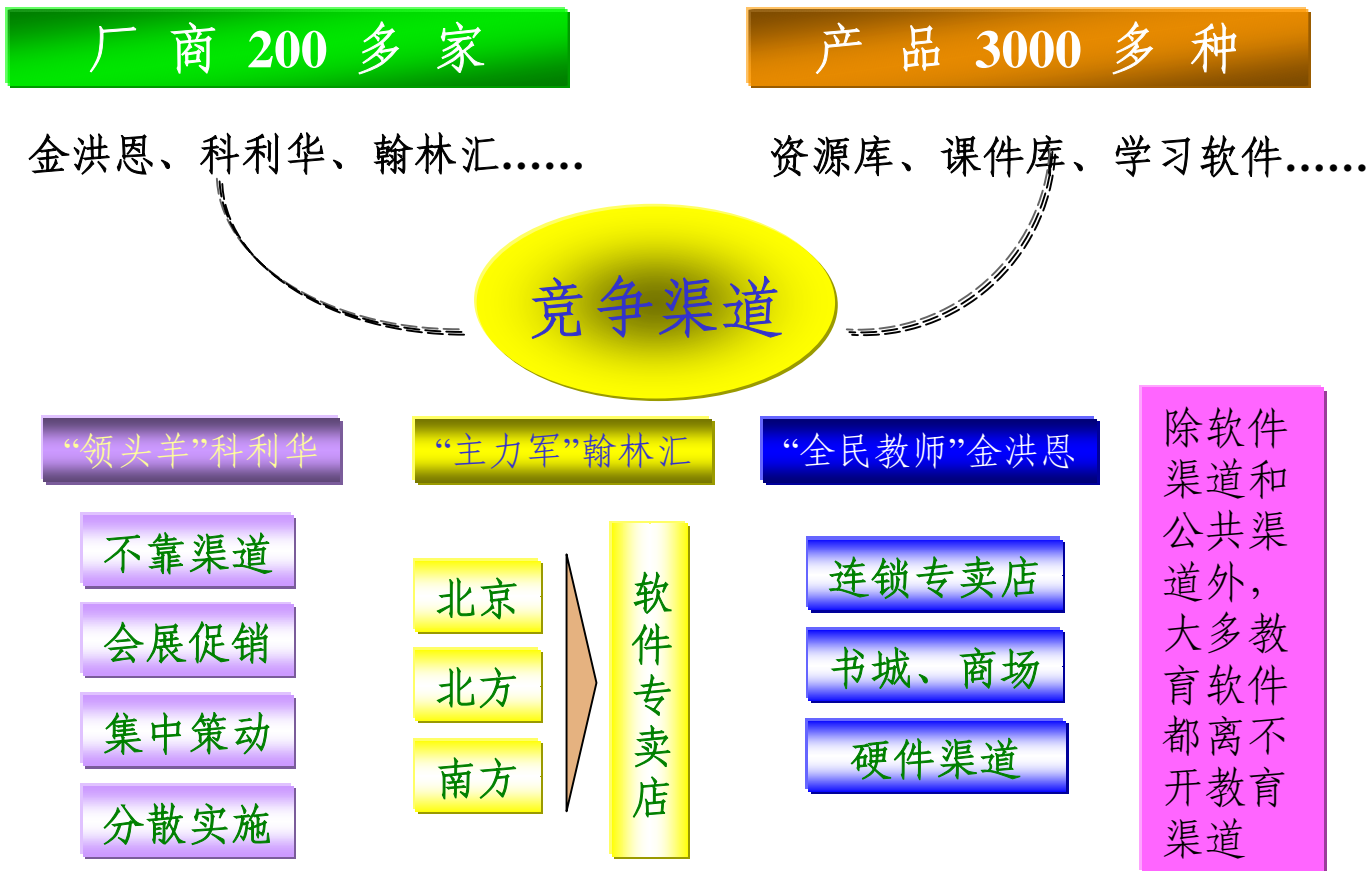 厂 商 200 多 家
产 品 3000 多 种
金洪恩、科利华、翰林汇……
资源库、课件库、学习软件……
竞争渠道
“领头羊”科利华
不靠渠道
会展促销
集中策动
分散实施
“主力军”翰林汇
北京
北方
南方
软
件
专
卖
店
“全民教师”金洪恩
连锁专卖店
书城、商场
硬件渠道
除软件
渠道和
公共渠
道外，
大多教
育软件
都离不
开教育
渠道